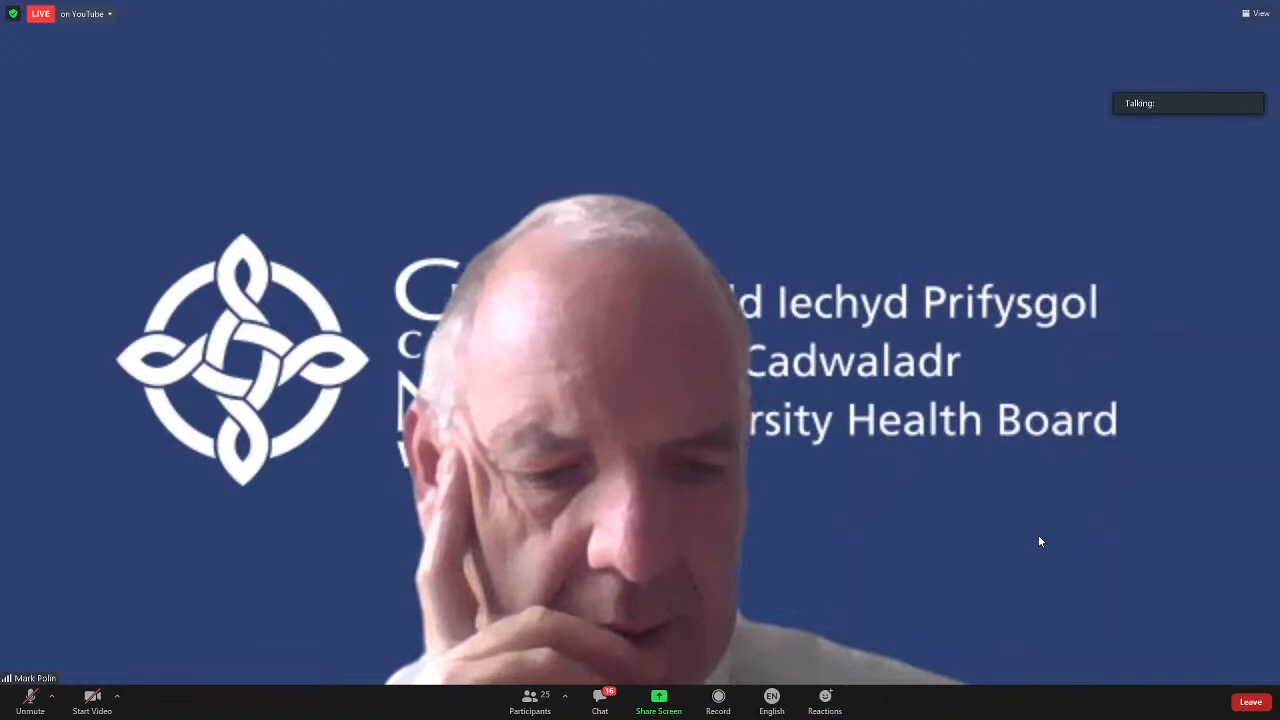 LIVE on YouTube
View
Talking:
ld Iechyd Prifysgol
Cadwaladr
rsity Health Board
Mark Polin
Unmute
Start Video
25
Participants
16
Chat
Share Screen
Record
EN
English
Reactions
Leave